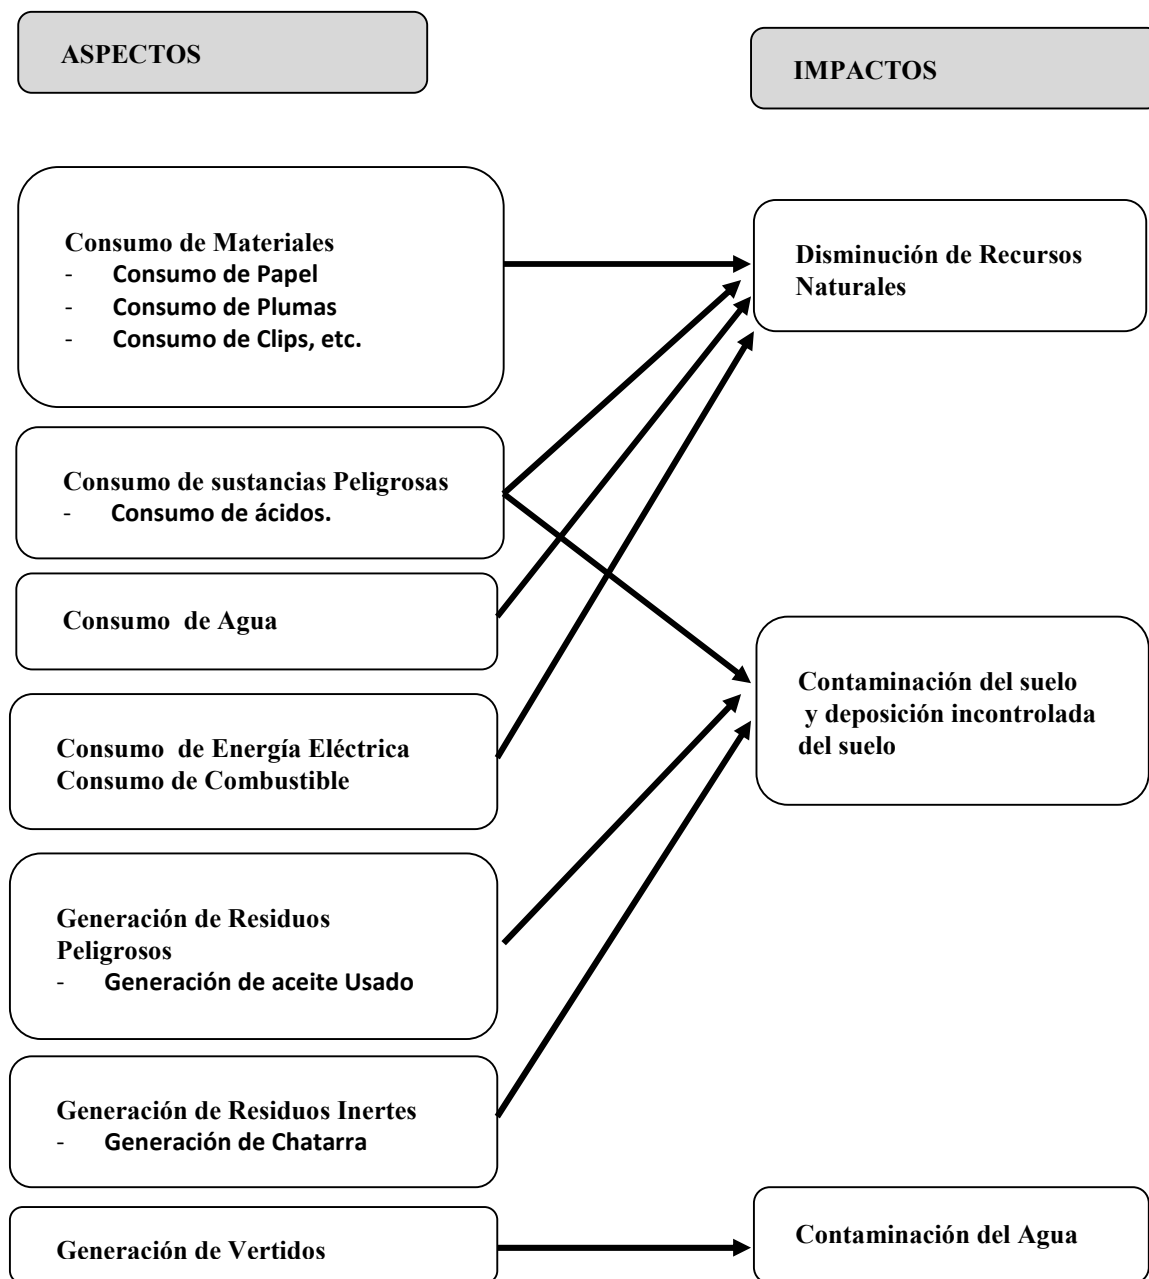 ASPECTOS
IMPACTOS
Consumo de Materiales
- Consumo de Papel
- Consumo de Plumas
- Consumo de Clips, etc.
Disminución de Recursos
Naturales
Consumo de sustancias Peligrosas
- Consumo de ácidos.
Consumo de Agua
Contaminación del suelo
y deposición incontrolada
del suelo
Consumo de Energía Eléctrica
Consumo de Combustible
Generación de Residuos
Peligrosos
- Generación de aceite Usado
Generación de Residuos Inertes
- Generación de Chatarra
Generación de Vertidos
Contaminación del Agua